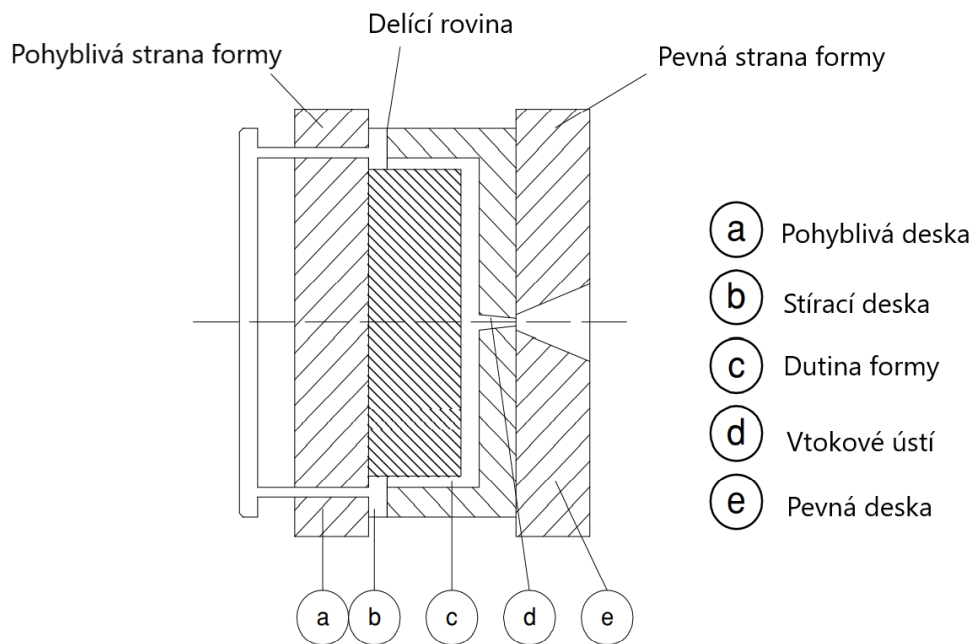 Delící rovina
Pohyblivá strana formy
Pevná strana formy
a Pohyblivá deska
b Stírací deska
c Dutina formy
d Vtokové ústí
e Pevná deska
a b c d e